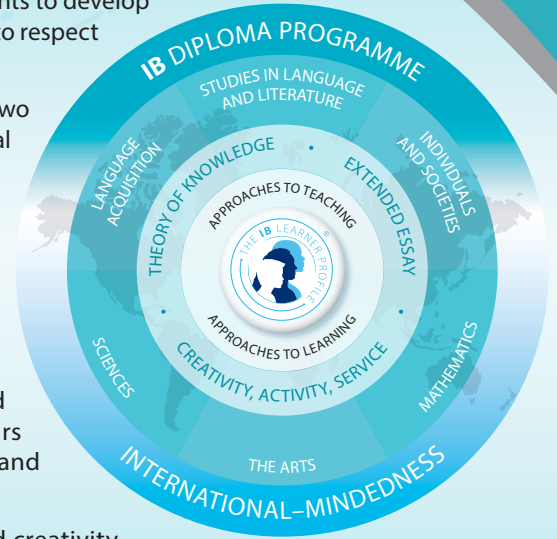 nts to develop
to respect
wo
al
d
rs
and
d creativity
IB DIPLOMA PROGRAMME
STUDIES IN LANGUAGE
AND LITERATURE
LANGUAGE
ACQUISITION
INDIVIDUALS
AND SOCIETIES
THEORY OF KNOWLEDGE •
EXTENDED ESSAY •
APPROACHES TO TEACHING
THE IB LEARNER PROFILE ®
APPROACHES TO LEARNING
CREATIVITY, ACTIVITY, SERVICE •
SCIENCES
MATHEMATICS
THE ARTS
INTERNATIONAL–MINDEDNESS